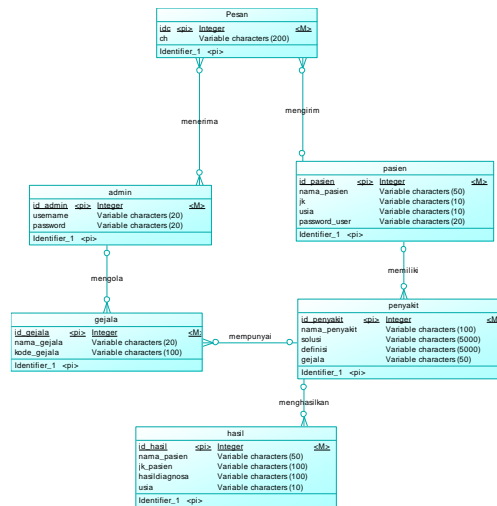 Pesan
idc <pi> Integer <M>
ch Variable characters (200)
Identifier_1 <pi>
menerima
mengirim
admin
id_admin <pi> Integer <M>
username Variable characters (20)
password Variable characters (20)
Identifier_1 <pi>
pasien
id_pasien <pi> Integer <M>
nama_pasien Variable characters (50)
jk Variable characters (10)
usia Variable characters (10)
password_user Variable characters (20)
Identifier_1 <pi>
mengola
memiliki
gejala
id_gejala <pi> Integer <M>
nama_gejala Variable characters (20)
kode_gejala Variable characters (100)
Identifier_1 <pi>
mempunyai
penyakit
id_penyakit <pi> Integer <M>
nama_penyakit Variable characters (100)
solusi Variable characters (5000)
definisi Variable characters (5000)
gejala Variable characters (50)
Identifier_1 <pi>
menghasilkan
hasil
id_hasil <pi> Integer <M>
nama_pasien Variable characters (50)
jk_pasien Variable characters (100)
hasildiagnosa Variable characters (100)
usia Variable characters (10)
Identifier_1 <pi>